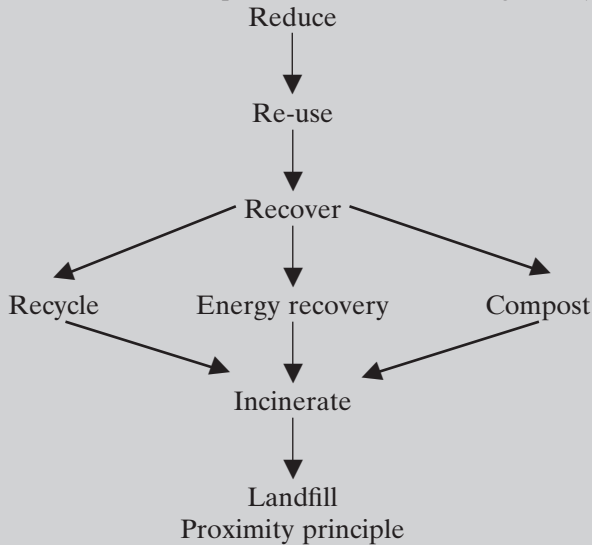 Reduce
Re-use
Recover
Recycle Energy recovery Compost
Incinerate
Landfill
Proximity principle